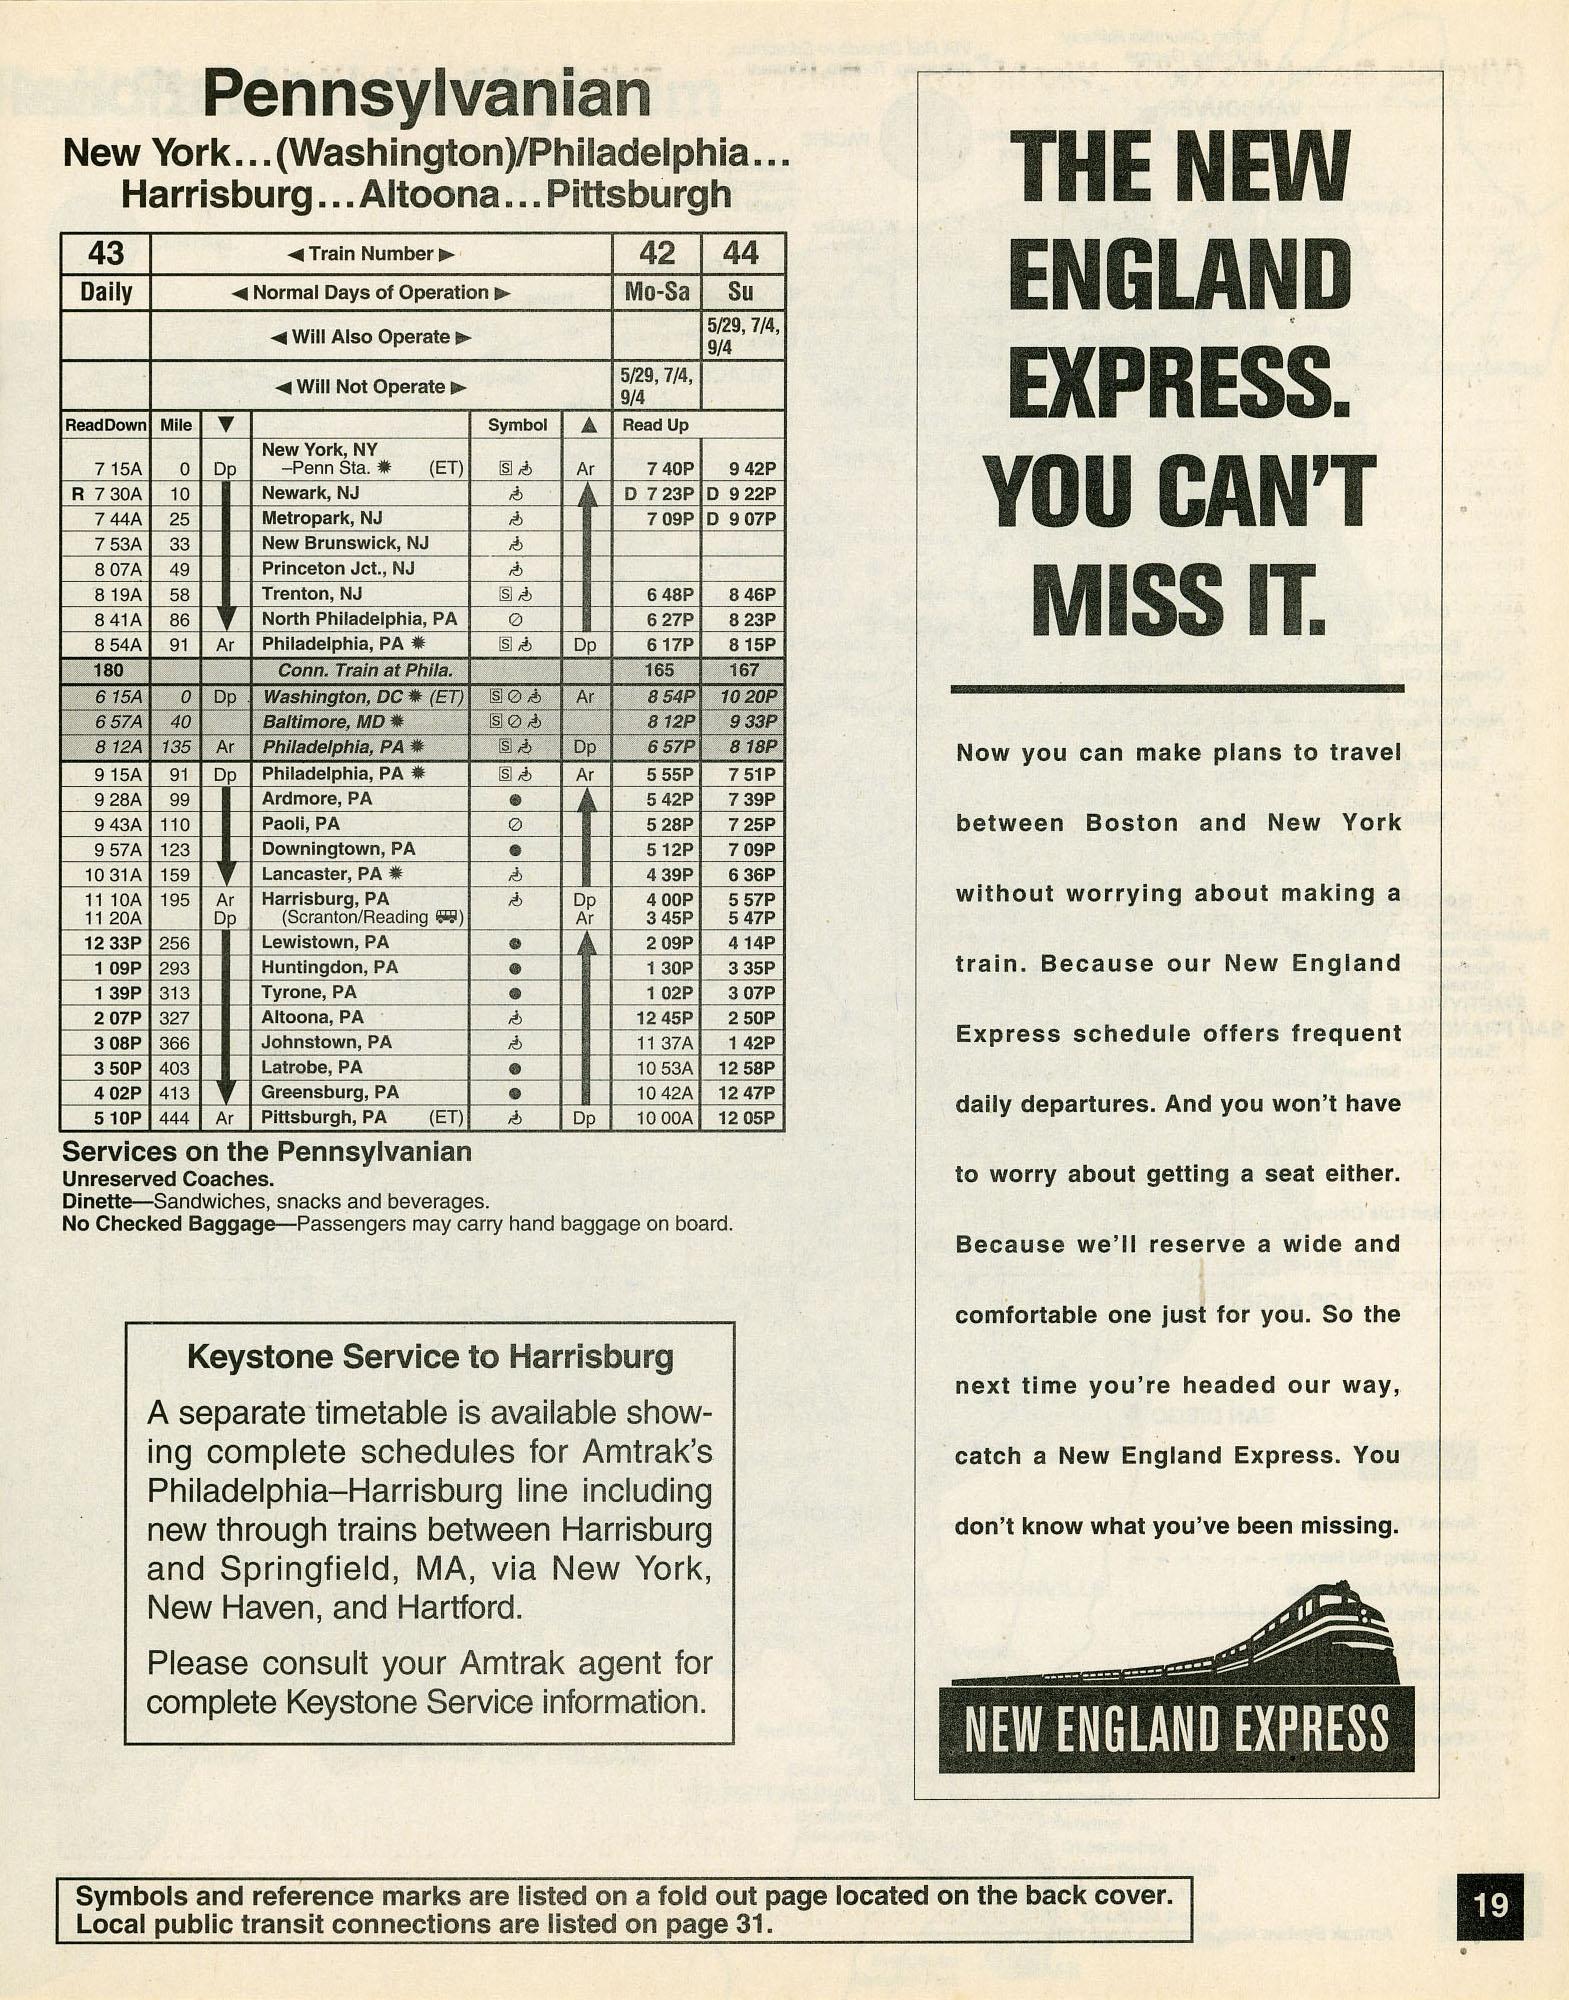 Pennsylvanian
New York...(Washington)/Philadelphia...
Harrisburg...Altoona...Pittsburgh
43 ◄ Train Number ► 42 44
Daily ◄ Normal Days of Operation ► Mo-Sa Su
◄ Will Also Operate ► 5/29, 7/4, 9/4
◄ Will Not Operate ► 5/29, 7/4, 9/4
Read Down Mile ▼ Symbol ▲ Read Up
New York, NY
7 15A 0 Dp –Penn Sta. ✹ (ET) S Ar 7 40P 9 42P
R 7 30A 10 Newark, NJ D 7 23P D 9 22P
7 44A 25 Metropark, NJ 7 09P D 9 07P
7 53A 33 New Brunswick, NJ
8 07A 49 Princeton Jct., NJ
8 19A 58 Trenton, NJ S 6 48P 8 46P
8 41A 86 North Philadelphia, PA ⊘ 6 27P 8 23P
8 54A 91 Ar Philadelphia, PA ✹ S Dp 6 17P 8 15P
180 Conn. Train at Phila. 165 167
6 15A 0 Dp Washington, DC ✹ (ET) S ⊘ Ar 8 54P 10 20P
6 57A 40 Baltimore, MD ✹ S ⊘ 8 12P 9 33P
8 12A 135 Ar Philadelphia, PA ✹ S Dp 6 57P 8 18P
9 15A 91 Dp Philadelphia, PA ✹ S Ar 5 55P 7 51P
9 28A 99 Ardmore, PA ● 5 42P 7 39P
9 43A 110 Paoli, PA ⊘ 5 28P 7 25P
9 57A 123 Downingtown, PA ● 5 12P 7 09P
10 31A 159 Lancaster, PA ✹ 4 39P 6 36P
11 10A 195 Ar Harrisburg, PA Dp 4 00P 5 57P
11 20A Dp (Scranton/Reading) Ar 3 45P 5 47P
12 33P 256 Lewistown, PA ● 2 09P 4 14P
1 09P 293 Huntingdon, PA ● 1 30P 3 35P
1 39P 313 Tyrone, PA ● 1 02P 3 07P
2 07P 327 Altoona, PA 12 45P 2 50P
3 08P 366 Johnstown, PA 11 37A 1 42P
3 50P 403 Latrobe, PA ● 10 53A 12 58P
4 02P 413 Greensburg, PA ● 10 42A 12 47P
5 10P 444 Ar Pittsburgh, PA (ET) Dp 10 00A 12 05P
Services on the Pennsylvanian
Unreserved Coaches.
Dinette—Sandwiches, snacks and beverages.
No Checked Baggage—Passengers may carry hand baggage on board.
Keystone Service to Harrisburg
A separate timetable is available show-
ing complete schedules for Amtrak's
Philadelphia–Harrisburg line including
new through trains between Harrisburg
and Springfield, MA, via New York,
New Haven, and Hartford.
Please consult your Amtrak agent for
complete Keystone Service information.
THE NEW
ENGLAND
EXPRESS.
YOU CAN'T
MISS IT.
Now you can make plans to travel
between Boston and New York
without worrying about making a
train. Because our New England
Express schedule offers frequent
daily departures. And you won't have
to worry about getting a seat either.
Because we'll reserve a wide and
comfortable one just for you. So the
next time you're headed our way,
catch a New England Express. You
don't know what you've been missing.
NEW ENGLAND EXPRESS
Symbols and reference marks are listed on a fold out page located on the back cover.
Local public transit connections are listed on page 31.
19